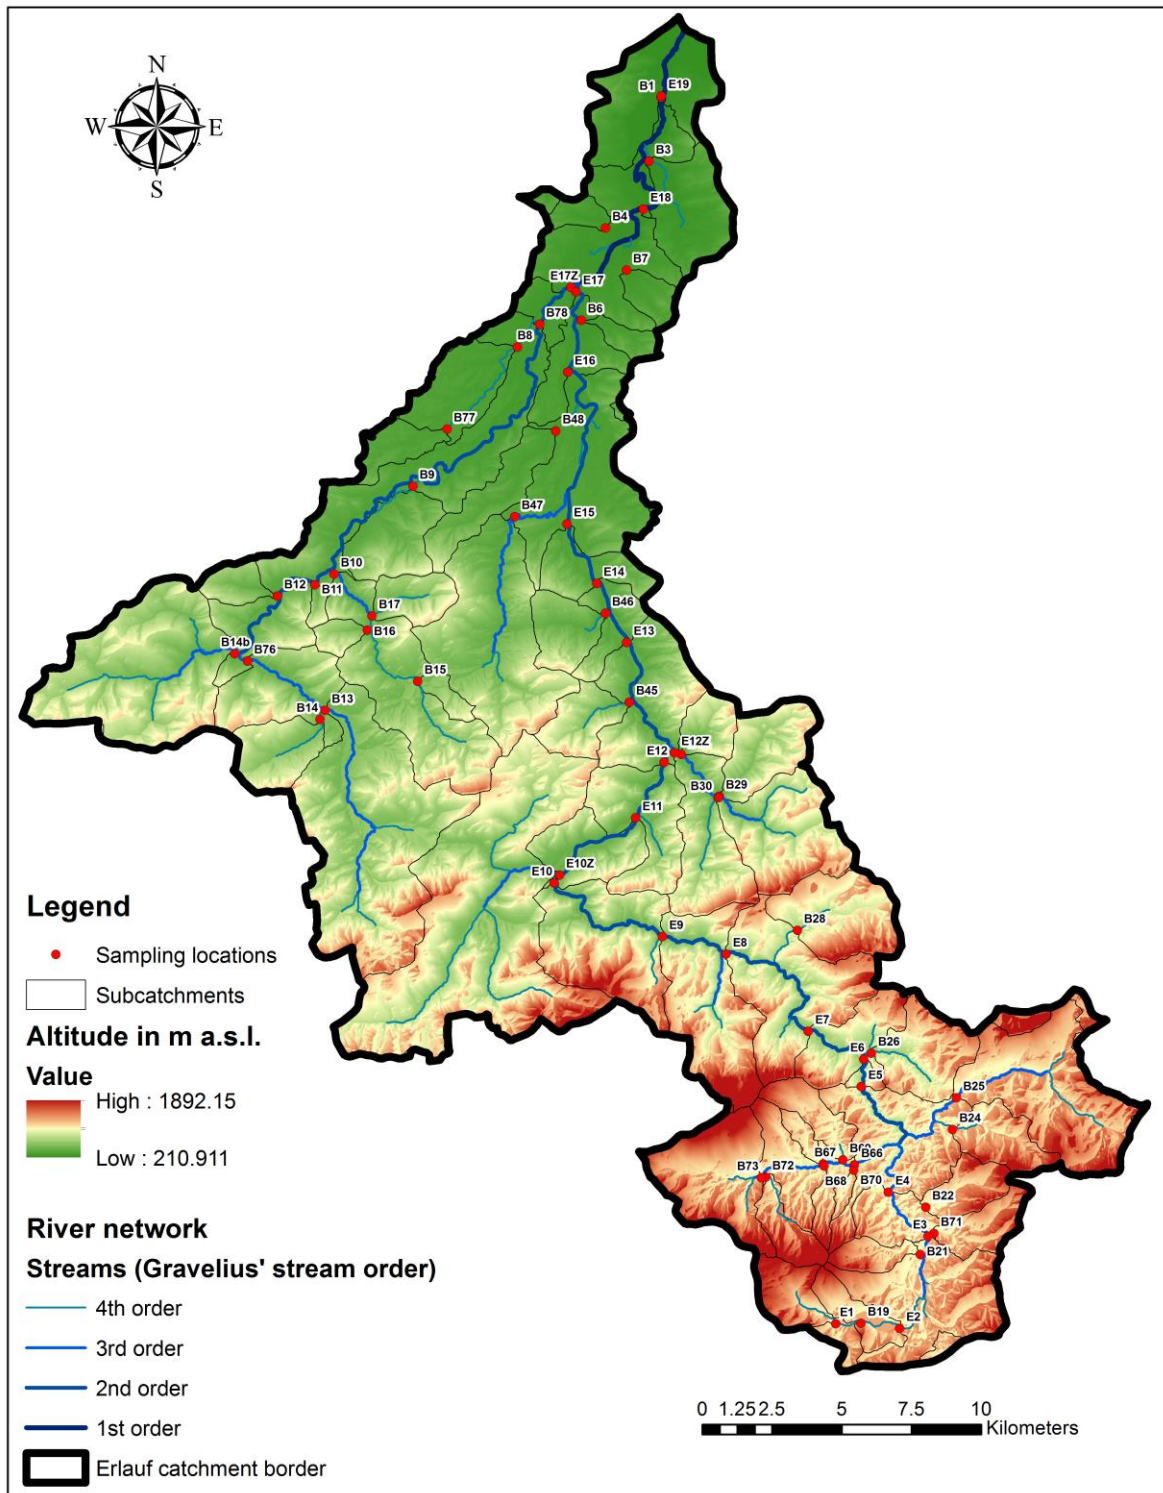 N
W E
S
B1 E19
B3
E18
B4
B7
E17Z E17
B78 B6
B8
E16
B77 B48
B9
B47 E15
B10
B12 B11 E14
B17 B46
B16 E13
B14b B76
B15
B13 B45
B14
E12 E12Z
B30 B29
E11
E10 E10Z
B28
E9
E8
E7
E6 B26
E5
B25
B24
B67 B66
B73 B72
B68 B70
E4
B22
E3 B71
B21
E1 B19 E2
Legend
Sampling locations
Subcatchments
Altitude in m a.s.l.
Value
High : 1892.15
Low : 210.911
River network
Streams (Gravelius' stream order)
4th order
3rd order
2nd order
1st order
Erlauf catchment border
0 1.25 2.5 5 7.5 10
Kilometers